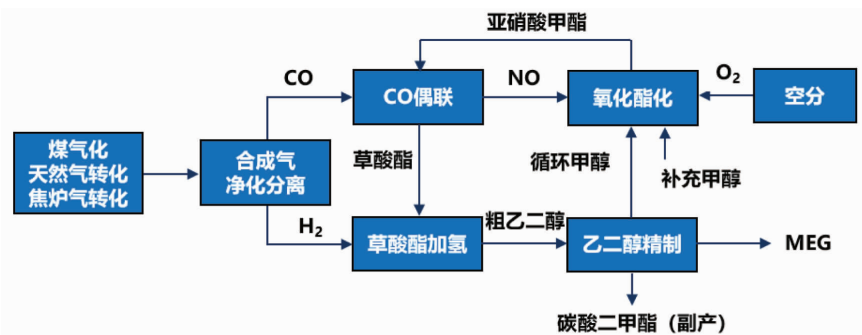 亚硝酸甲酯
CO
CO偶联
NO
氧化酯化
O₂
空分
煤气化
天然气转化
焦炉气转化
合成气
净化分离
草酸酯
循环甲醇
补充甲醇
H₂
草酸酯加氢
粗乙二醇
乙二醇精制
MEG
碳酸二甲酯（副产）